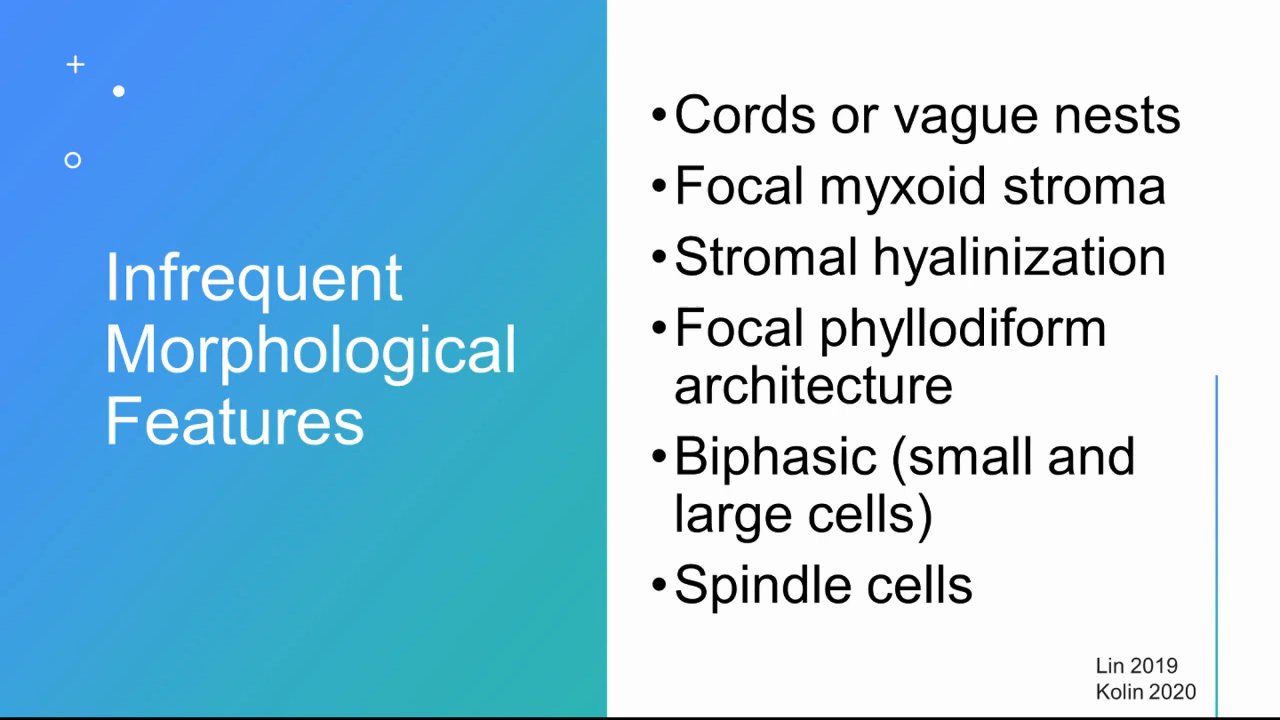 Infrequent
Morphological
Features
•Cords or vague nests
•Focal myxoid stroma
•Stromal hyalinization
•Focal phyllodiform
architecture
•Biphasic (small and
large cells)
•Spindle cells
Lin 2019
Kolin 2020